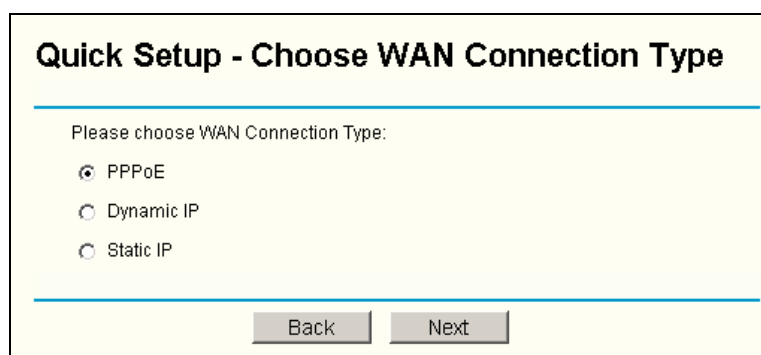 Quick Setup - Choose WAN Connection Type
Please choose WAN Connection Type:
PPPoE
Dynamic IP
Static IP
Back Next